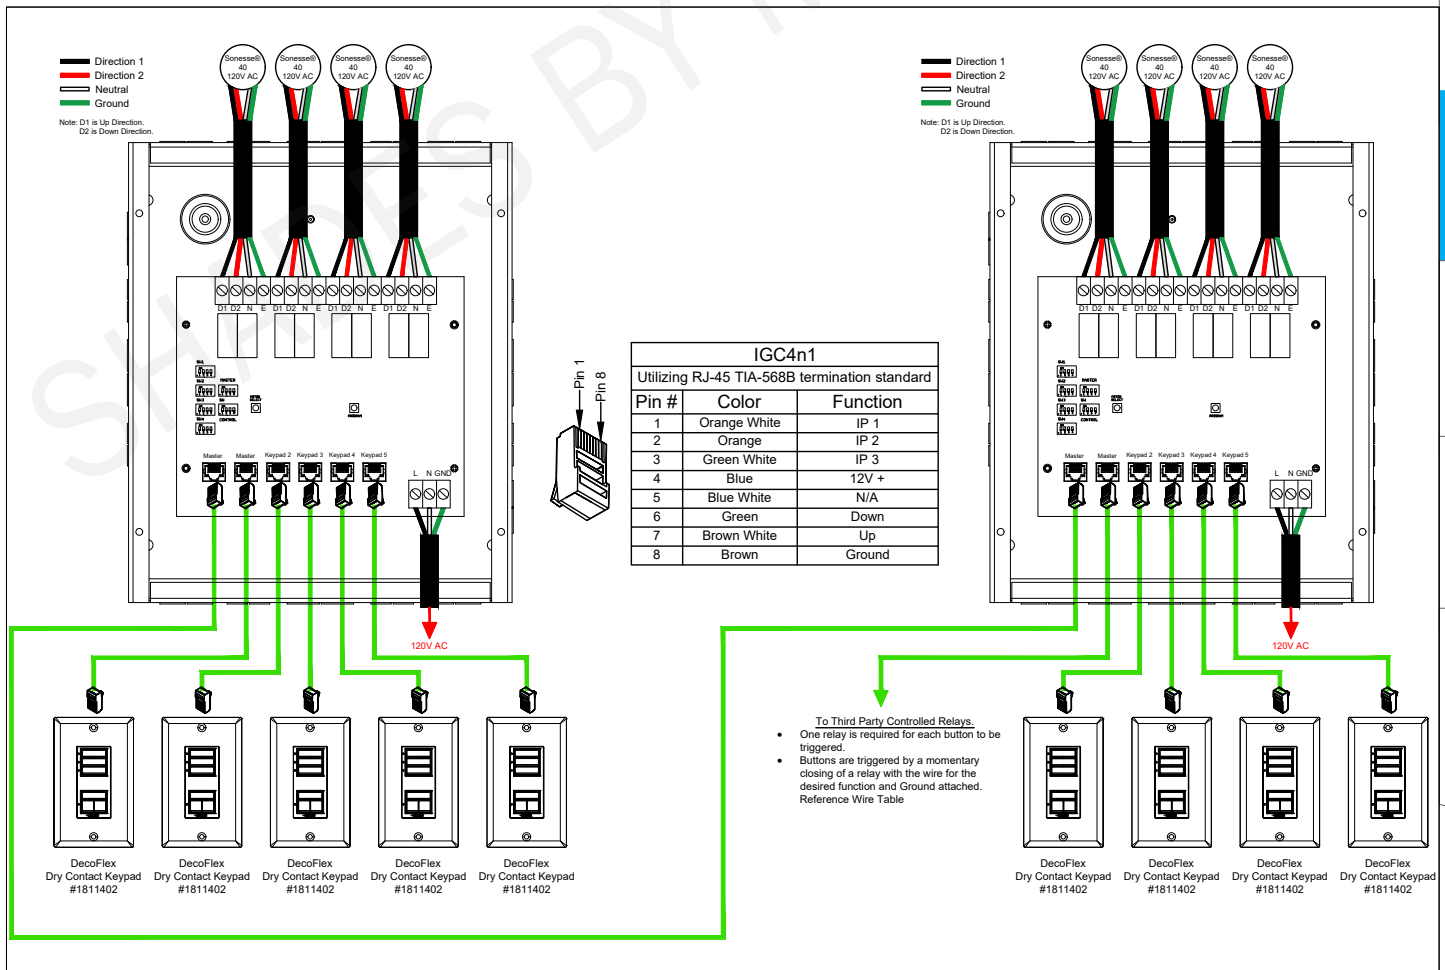 SHADES BY M
Direction 1
Direction 2
Neutral
Ground
Note: D1 is Up Direction.
D2 is Down Direction.
Sonesse®
40
120V AC
Sonesse®
40
120V AC
Sonesse®
40
120V AC
Sonesse®
40
120V AC
D1 D2 N E D1 D2 N E D1 D2 N E D1 D2 N E
MASTER
CONTROL
PROGRAM
Master Master Keypad 2 Keypad 3 Keypad 4 Keypad 5
L N GND
120V AC
DecoFlex
Dry Contact Keypad
#1811402
DecoFlex
Dry Contact Keypad
#1811402
DecoFlex
Dry Contact Keypad
#1811402
DecoFlex
Dry Contact Keypad
#1811402
DecoFlex
Dry Contact Keypad
#1811402
Pin 1
Pin 8
IGC4n1
Utilizing RJ-45 TIA-568B termination standard
Pin # Color Function
1 Orange White IP 1
2 Orange IP 2
3 Green White IP 3
4 Blue 12V +
5 Blue White N/A
6 Green Down
7 Brown White Up
8 Brown Ground
Direction 1
Direction 2
Neutral
Ground
Note: D1 is Up Direction.
D2 is Down Direction.
Sonesse®
40
120V AC
Sonesse®
40
120V AC
Sonesse®
40
120V AC
Sonesse®
40
120V AC
D1 D2 N E D1 D2 N E D1 D2 N E D1 D2 N E
MASTER
CONTROL
PROGRAM
Master Master Keypad 2 Keypad 3 Keypad 4 Keypad 5
L N GND
120V AC
To Third Party Controlled Relays.
• One relay is required for each button to be
triggered.
• Buttons are triggered by a momentary
closing of a relay with the wire for the
desired function and Ground attached.
Reference Wire Table
DecoFlex
Dry Contact Keypad
#1811402
DecoFlex
Dry Contact Keypad
#1811402
DecoFlex
Dry Contact Keypad
#1811402
DecoFlex
Dry Contact Keypad
#1811402